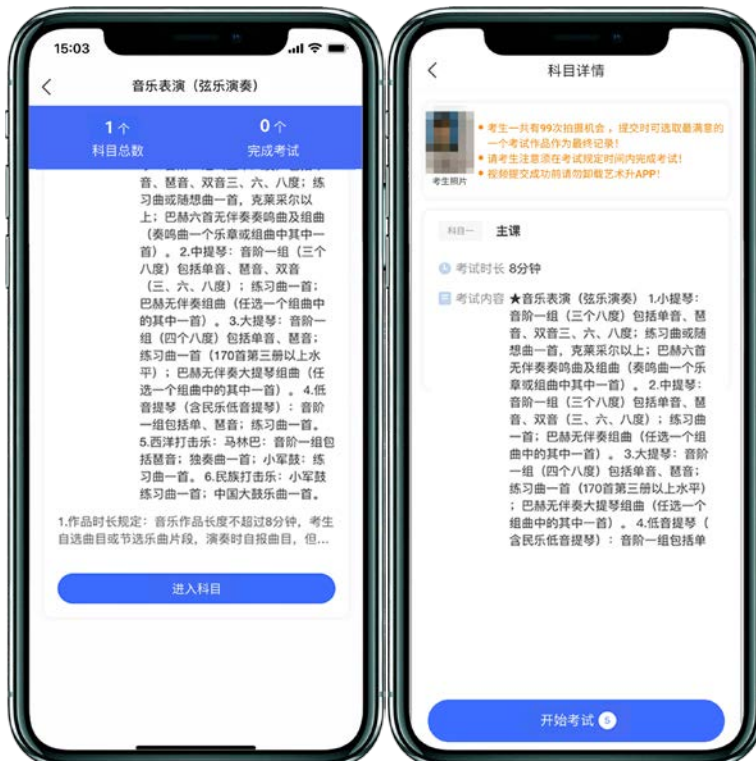 15:03
音乐表演（弦乐演奏）
1个
0个
科目总数
完成考试
音、琶音、双音三、六、八度；练
习曲或随想曲一首，克莱采尔以
上；巴赫六首无伴奏奏鸣曲及组曲
（奏鸣曲一个乐章或组曲中其中一
首）。2.中提琴：音阶一组（三个
八度）包括单音、琶音、双音
（三、六、八度）；练习曲一首；
巴赫无伴奏组曲（任选一个组曲中
的其中一首）。3.大提琴：音阶一
组（四个八度）包括单音、琶音；
练习曲一首（170首第三册以上水
平）；巴赫无伴奏大提琴组曲（任
选一个组曲中的其中一首）。4.低
音提琴（含民乐低音提琴）：音阶
一组包括单、琶音；练习曲一首。
5.西洋打击乐：马林巴：音阶一组包
括琶音；独奏曲一首；小军鼓：练
习曲一首。6.民族打击乐：小军鼓
练习曲一首；中国大鼓乐曲一首。
1.作品时长规定：音乐作品长度不超过8分钟，考生
自选曲目或节选乐曲片段，演奏时自报曲目，但...
进入科目
科目详情
考生一共有99次拍摄机会，提交时可选取最满意的
一个考试作品作为最终记录！
请考生注意须在考试规定时间内完成考试！
视频提交成功前请勿卸载艺术升APP！
考生照片
科目一 主课
考试时长 8分钟
考试内容 ★音乐表演（弦乐演奏）1.小提琴：
音阶一组（三个八度）包括单音、琶
音、双音三、六、八度；练习曲或随
想曲一首，克莱采尔以上；巴赫六首
无伴奏奏鸣曲及组曲（奏鸣曲一个乐
章或组曲中其中一首）。2.中提琴：
音阶一组（三个八度）包括单音、琶
音、双音（三、六、八度）；练习曲
一首；巴赫无伴奏组曲（任选一个组
曲中的其中一首）。3.大提琴：音阶
一组（四个八度）包括单音、琶音；
练习曲一首（170首第三册以上水平）
；巴赫无伴奏大提琴组曲（任选一个
组曲中的其中一首）。4.低音提琴（
含民乐低音提琴）：音阶一组包括单
开始考试 5